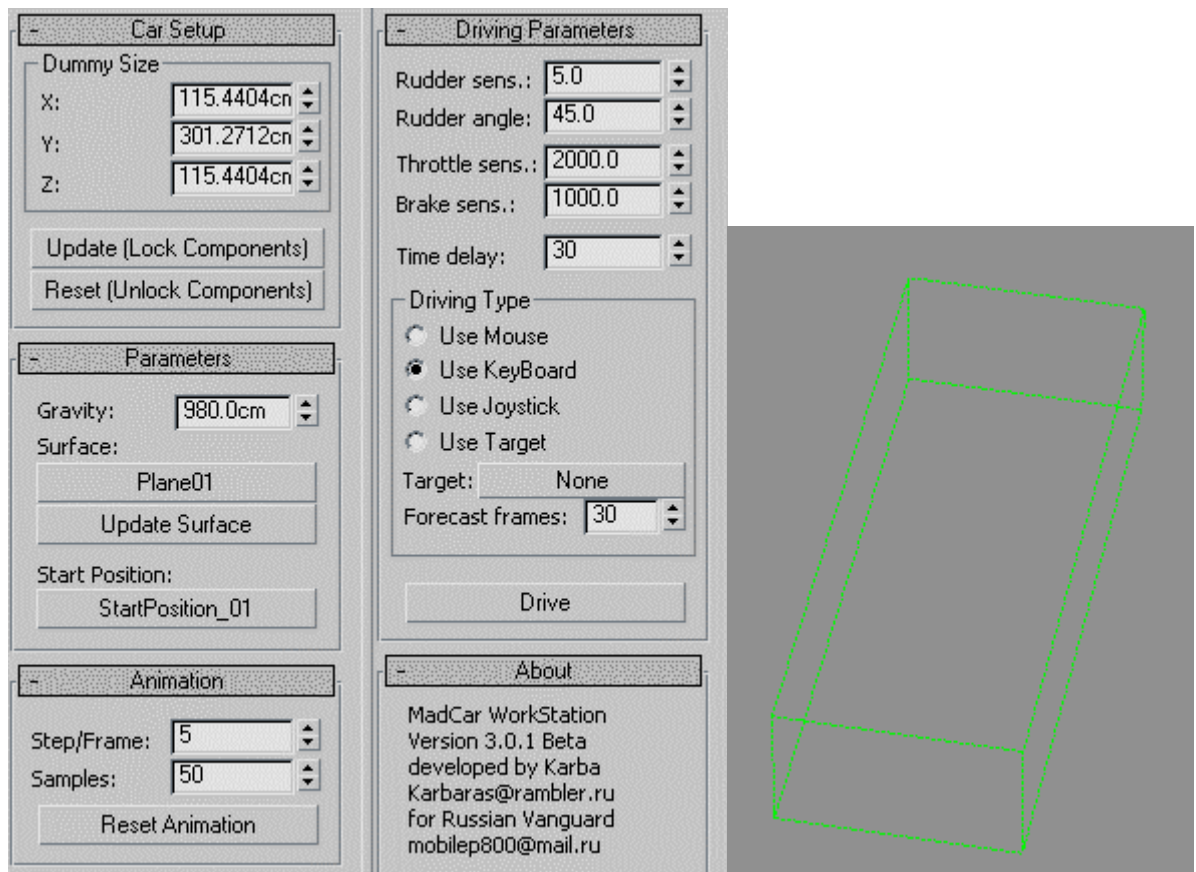 Car Setup
Dummy Size
X: 115.4404cm
Y: 301.2712cm
Z: 115.4404cm
Update (Lock Components)
Reset (Unlock Components)
Parameters
Gravity: 980.0cm
Surface:
Plane01
Update Surface
Start Position:
StartPosition_01
Animation
Step/Frame: 5
Samples: 50
Reset Animation
Driving Parameters
Rudder sens.: 5.0
Rudder angle: 45.0
Throttle sens.: 2000.0
Brake sens.: 1000.0
Time delay: 30
Driving Type
Use Mouse
Use KeyBoard
Use Joystick
Use Target
Target: None
Forecast frames: 30
Drive
About
MadCar WorkStation
Version 3.0.1 Beta
developed by Karba
Karbaras@rambler.ru
for Russian Vanguard
mobilep800@mail.ru